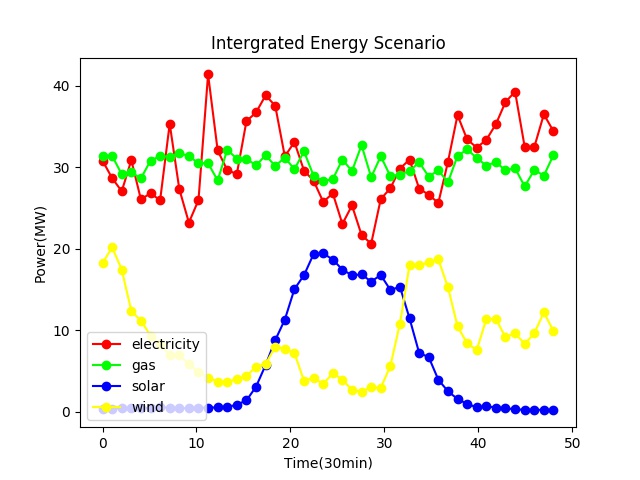 Intergrated Energy Scenario
Power(MW)
40
30
20
10
0
electricity
gas
solar
wind
0 10 20 30 40 50
Time(30min)